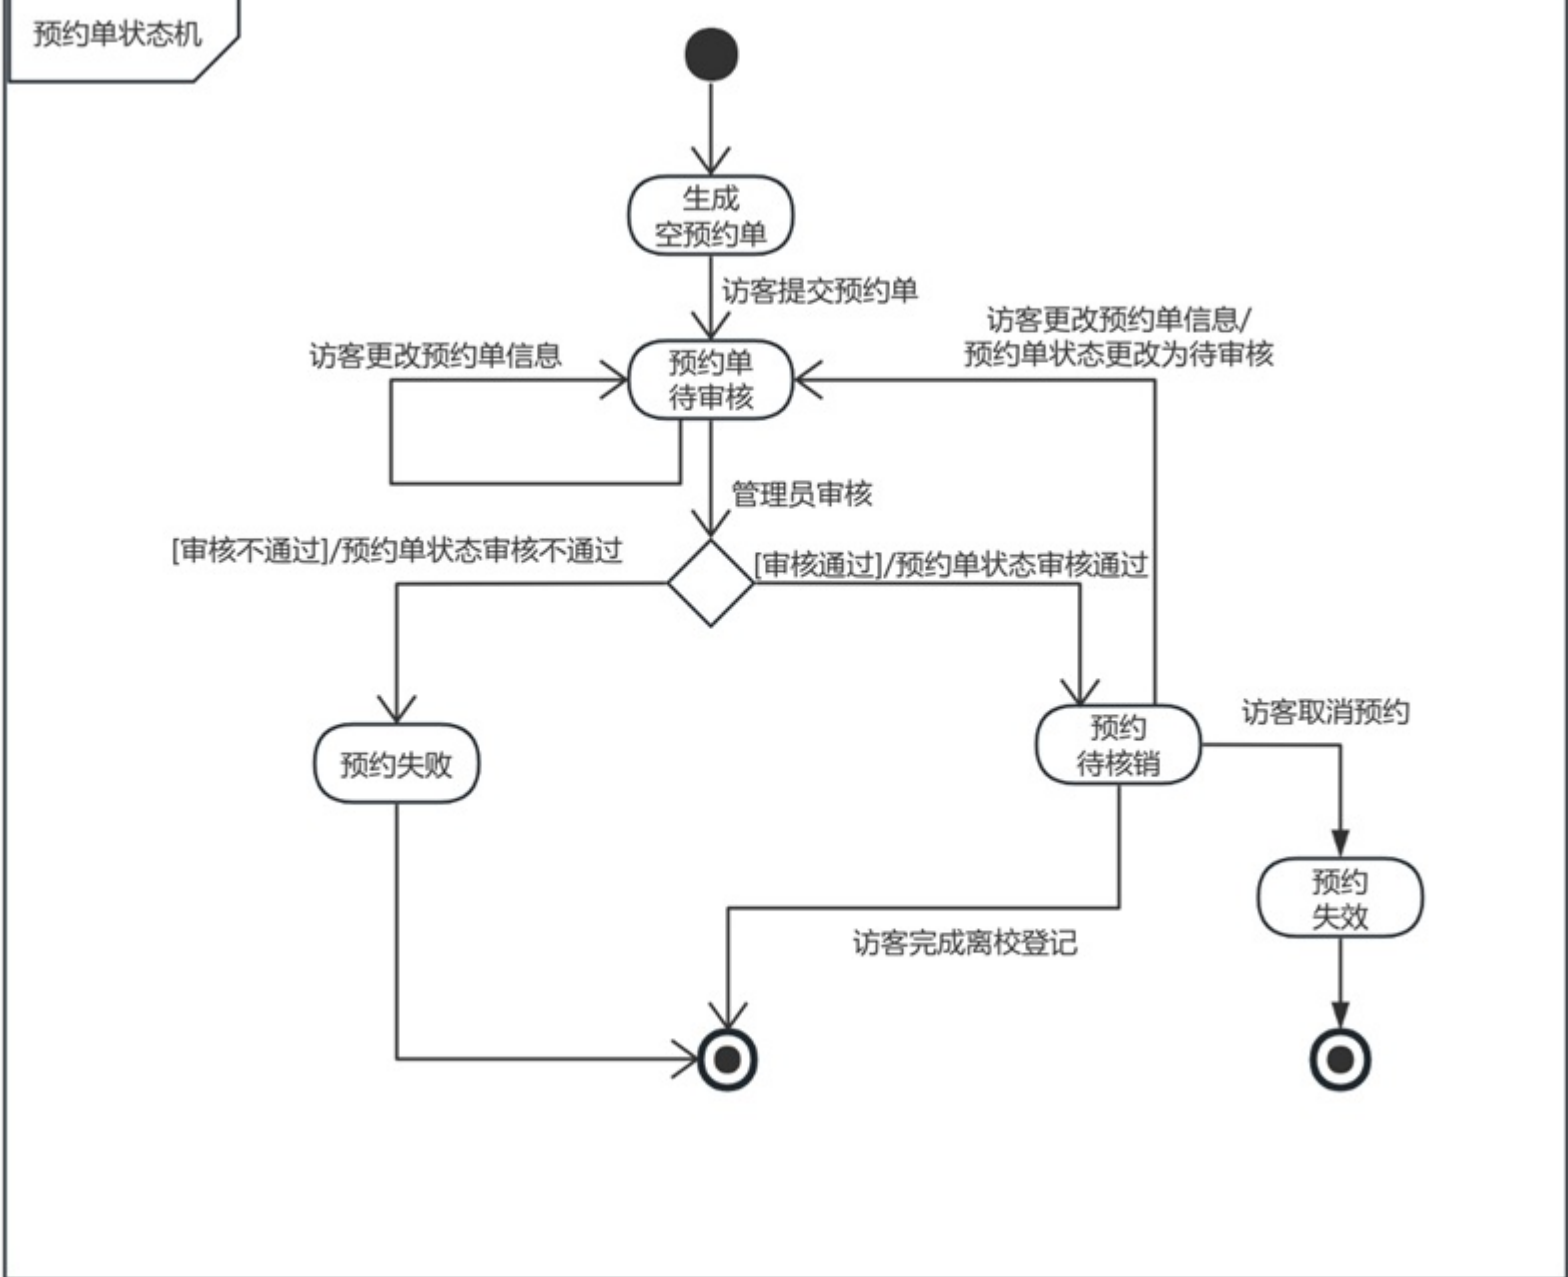 预约单状态机
生成
空预约单
访客提交预约单
访客更改预约单信息/
预约单状态更改为待审核
访客更改预约单信息
预约单
待审核
管理员审核
[审核不通过]/预约单状态审核不通过
[审核通过]/预约单状态审核通过
预约失败
预约
待核销
访客取消预约
预约
失效
访客完成离校登记